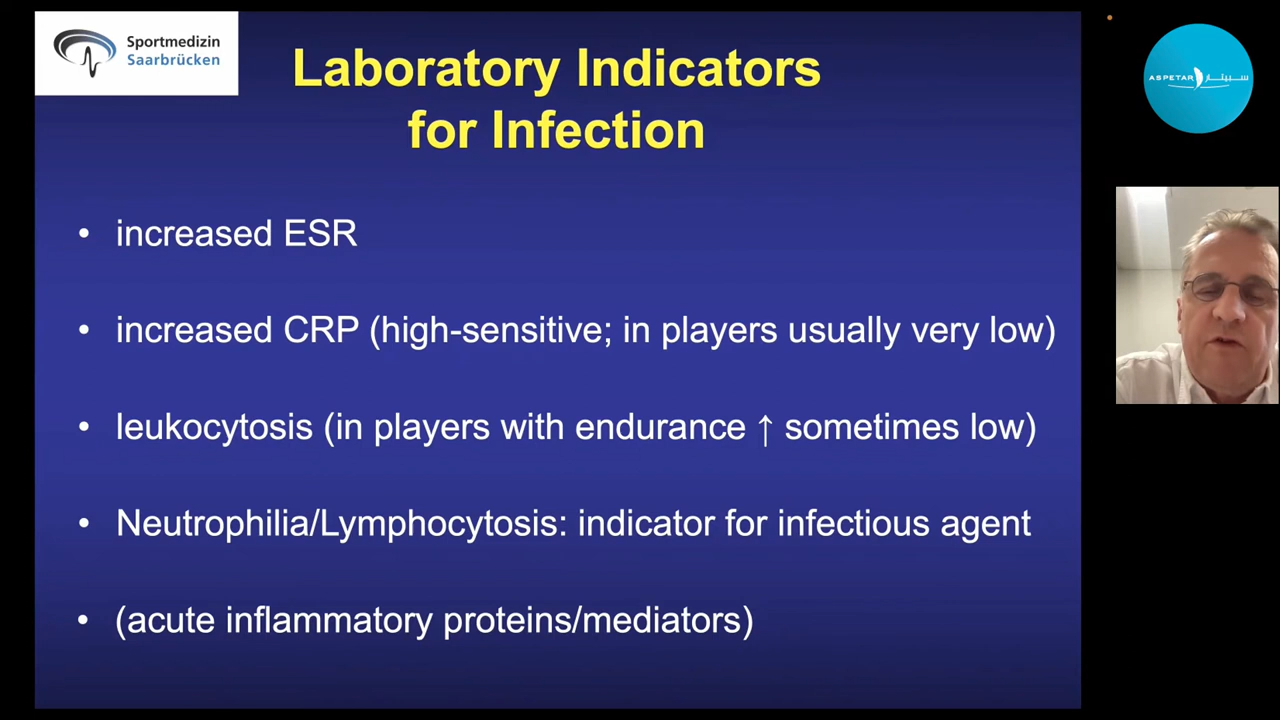 Sportmedizin
Saarbrücken
Laboratory Indicators
for Infection
• increased ESR
• increased CRP (high-sensitive; in players usually very low)
• leukocytosis (in players with endurance ↑ sometimes low)
• Neutrophilia/Lymphocytosis: indicator for infectious agent
• (acute inflammatory proteins/mediators)
ASPETAR سبيتار